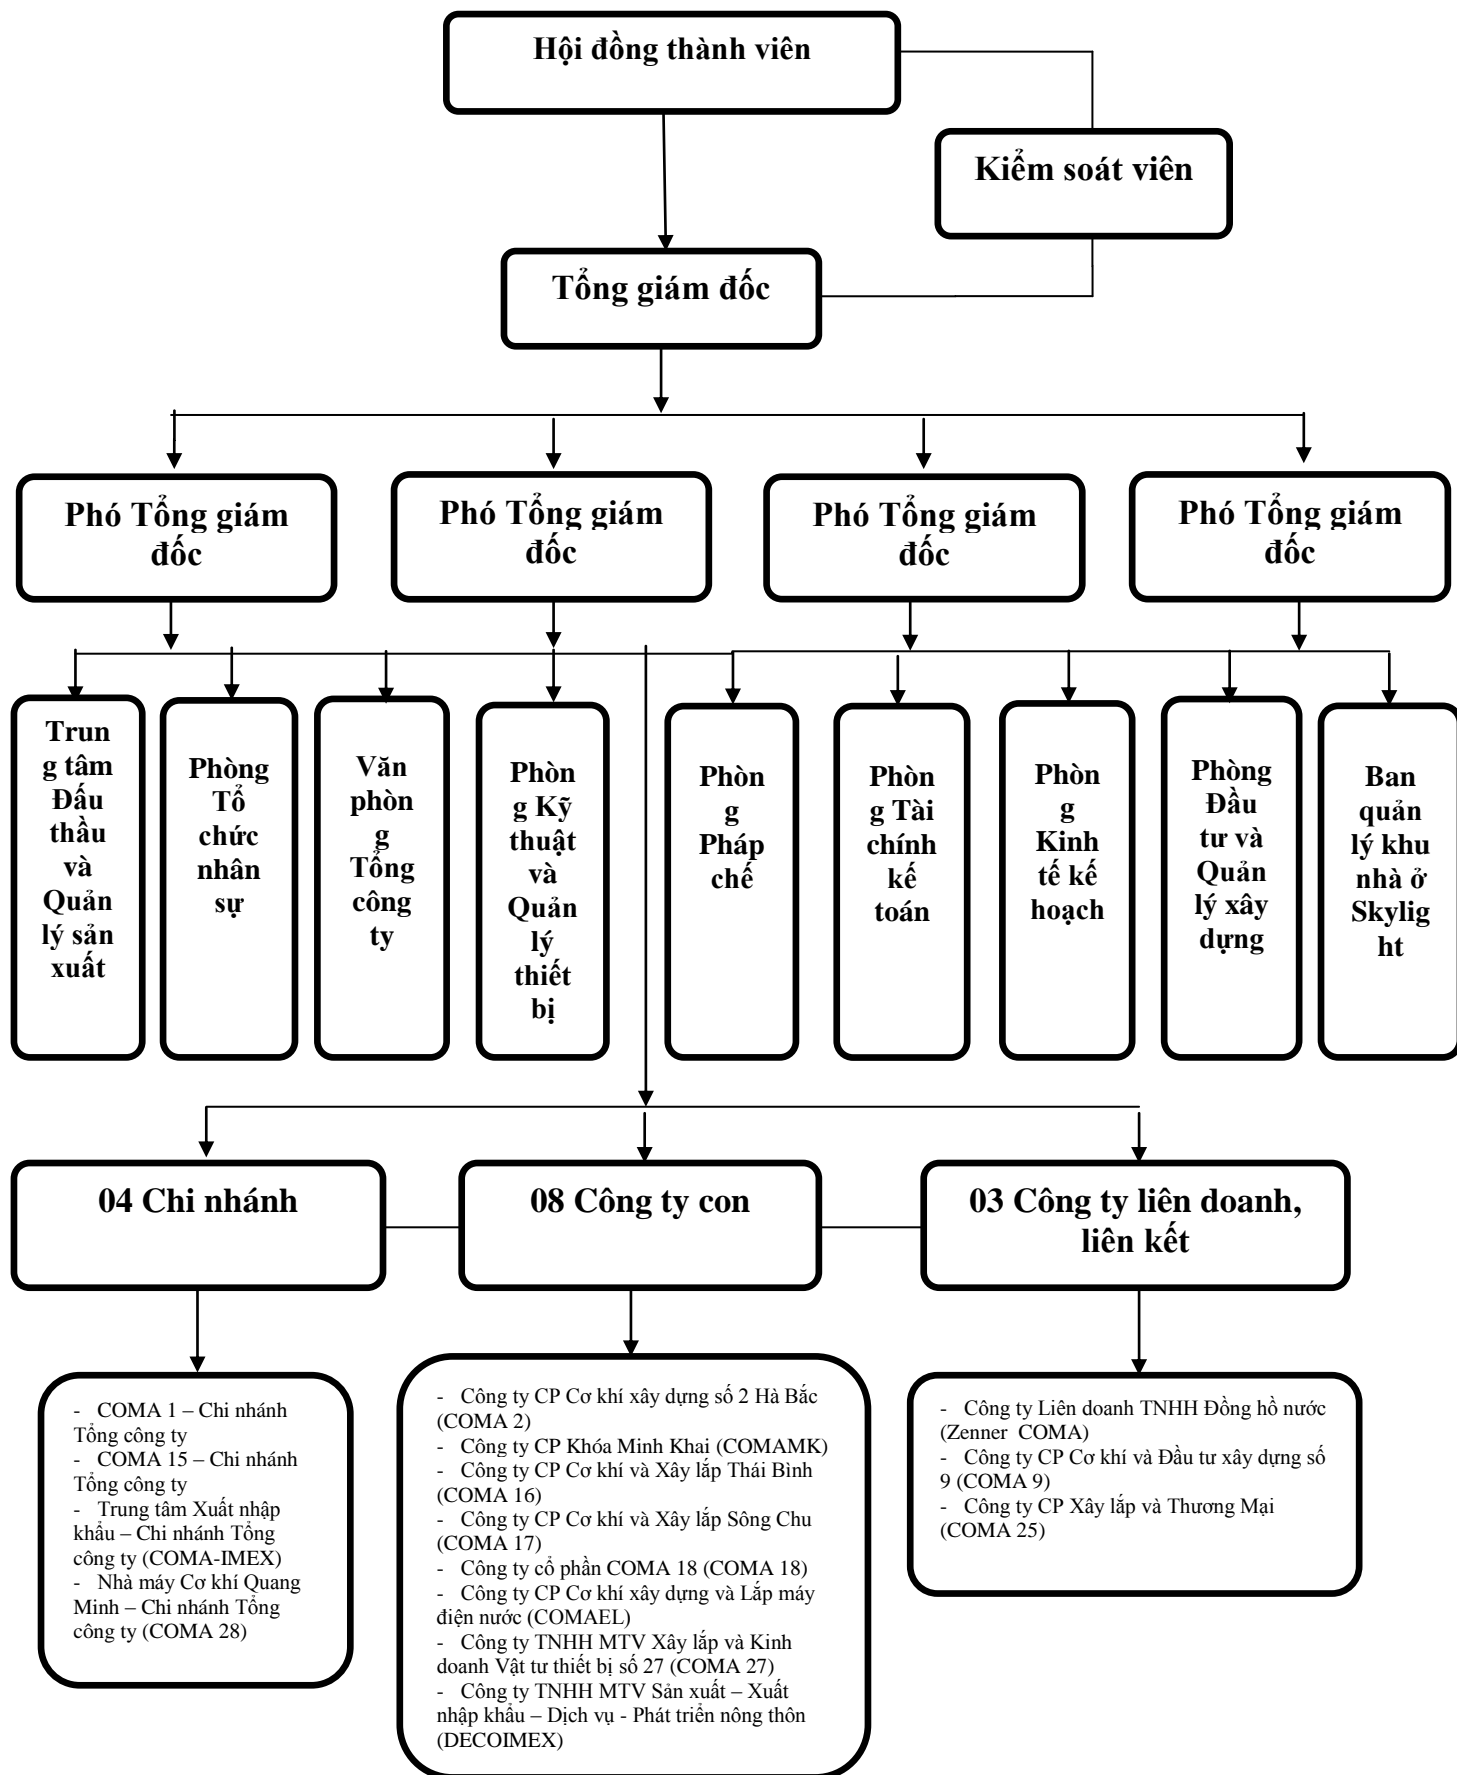 Hội đồng thành viên
Kiểm soát viên
Tổng giám đốc
Phó Tổng giám
đốc
Phó Tổng giám
đốc
Phó Tổng giám
đốc
Phó Tổng giám
đốc
Trun
g tâm
Đấu
thầu
và
Quản
lý sản
xuất
Phòng
Tổ
chức
nhân
sự
Văn
phòn
g
Tổng
công
ty
Phòn
g Kỹ
thuật
và
Quản
lý
thiết
bị
Phòn
g
Pháp
chế
Phòn
g Tài
chính
kế
toán
Phòn
g
Kinh
tế kế
hoạch
Phòng
Đầu
tư và
Quản
lý xây
dựng
Ban
quản
lý khu
nhà ở
Skylig
ht
04 Chi nhánh
08 Công ty con
03 Công ty liên doanh,
liên kết
- COMA 1 – Chi nhánh
Tổng công ty
- COMA 15 – Chi nhánh
Tổng công ty
- Trung tâm Xuất nhập
khẩu – Chi nhánh Tổng
công ty (COMA-IMEX)
- Nhà máy Cơ khí Quang
Minh – Chi nhánh Tổng
công ty (COMA 28)
- Công ty CP Cơ khí xây dựng số 2 Hà Bắc
(COMA 2)
- Công ty CP Khóa Minh Khai (COMAMK)
- Công ty CP Cơ khí và Xây lắp Thái Bình
(COMA 16)
- Công ty CP Cơ khí và Xây lắp Sông Chu
(COMA 17)
- Công ty cổ phần COMA 18 (COMA 18)
- Công ty CP Cơ khí xây dựng và Lắp máy
điện nước (COMAEL)
- Công ty TNHH MTV Xây lắp và Kinh
doanh Vật tư thiết bị số 27 (COMA 27)
- Công ty TNHH MTV Sản xuất – Xuất
nhập khẩu – Dịch vụ - Phát triển nông thôn
(DECOIMEX)
- Công ty Liên doanh TNHH Đồng hồ nước
(Zenner COMA)
- Công ty CP Cơ khí và Đầu tư xây dựng số
9 (COMA 9)
- Công ty CP Xây lắp và Thương Mại
(COMA 25)